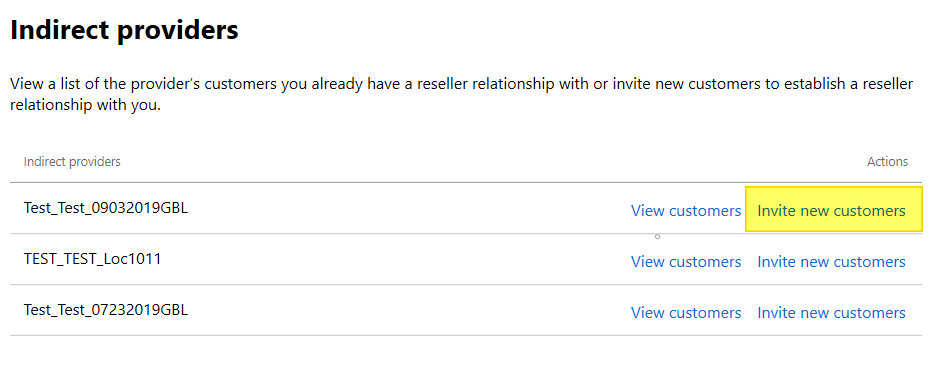 Indirect providers
View a list of the provider's customers you already have a reseller relationship with or invite new customers to establish a reseller
relationship with you.
Indirect providers Actions
Test_Test_09032019GBL View customers Invite new customers
TEST_TEST_Loc1011 View customers Invite new customers
Test_Test_07232019GBL View customers Invite new customers